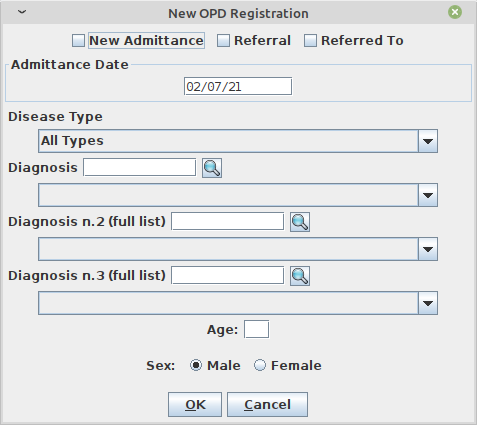 New OPD Registration
New Admittance Referral Referred To
Admittance Date
02/07/21
Disease Type
All Types
Diagnosis
Diagnosis n.2 (full list)
Diagnosis n.3 (full list)
Age:
Sex: Male Female
OK Cancel